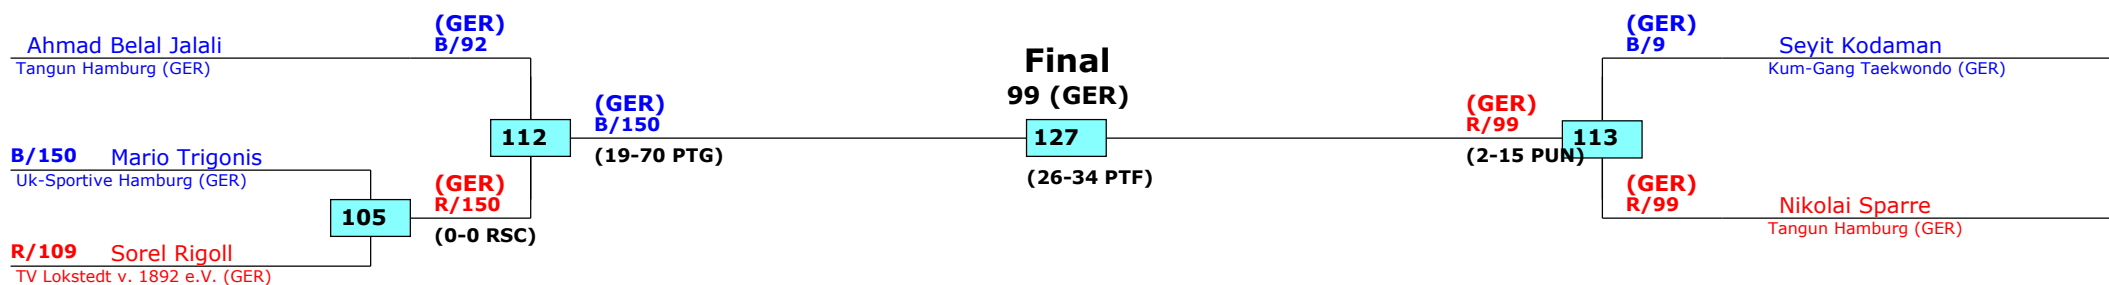 (GER)
B/92
Ahmad Belal Jalali
Tangun Hamburg (GER)
112
(GER)
B/150
(19-70 PTG)
B/150 Mario Trigonis
Uk-Sportive Hamburg (GER)
105
(GER)
R/150
(0-0 RSC)
R/109 Sorel Rigoll
TV Lokstedt v. 1892 e.V. (GER)
Final
99 (GER)
127
(26-34 PTF)
(GER)
B/9
Seyit Kodaman
Kum-Gang Taekwondo (GER)
(GER)
R/99
113
(2-15 PUN)
(GER)
R/99
Nikolai Sparre
Tangun Hamburg (GER)